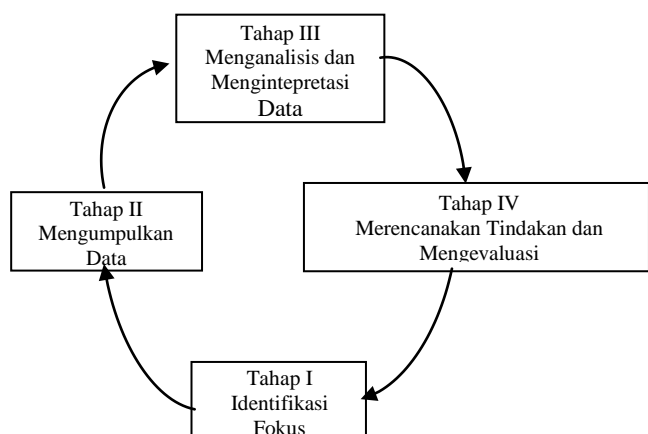 Tahap III
Menganalisis dan
Mengintepretasi
Data
Tahap II
Mengumpulkan
Data
Tahap IV
Merencanakan Tindakan dan
Mengevaluasi
Tahap I
Identifikasi
Fokus